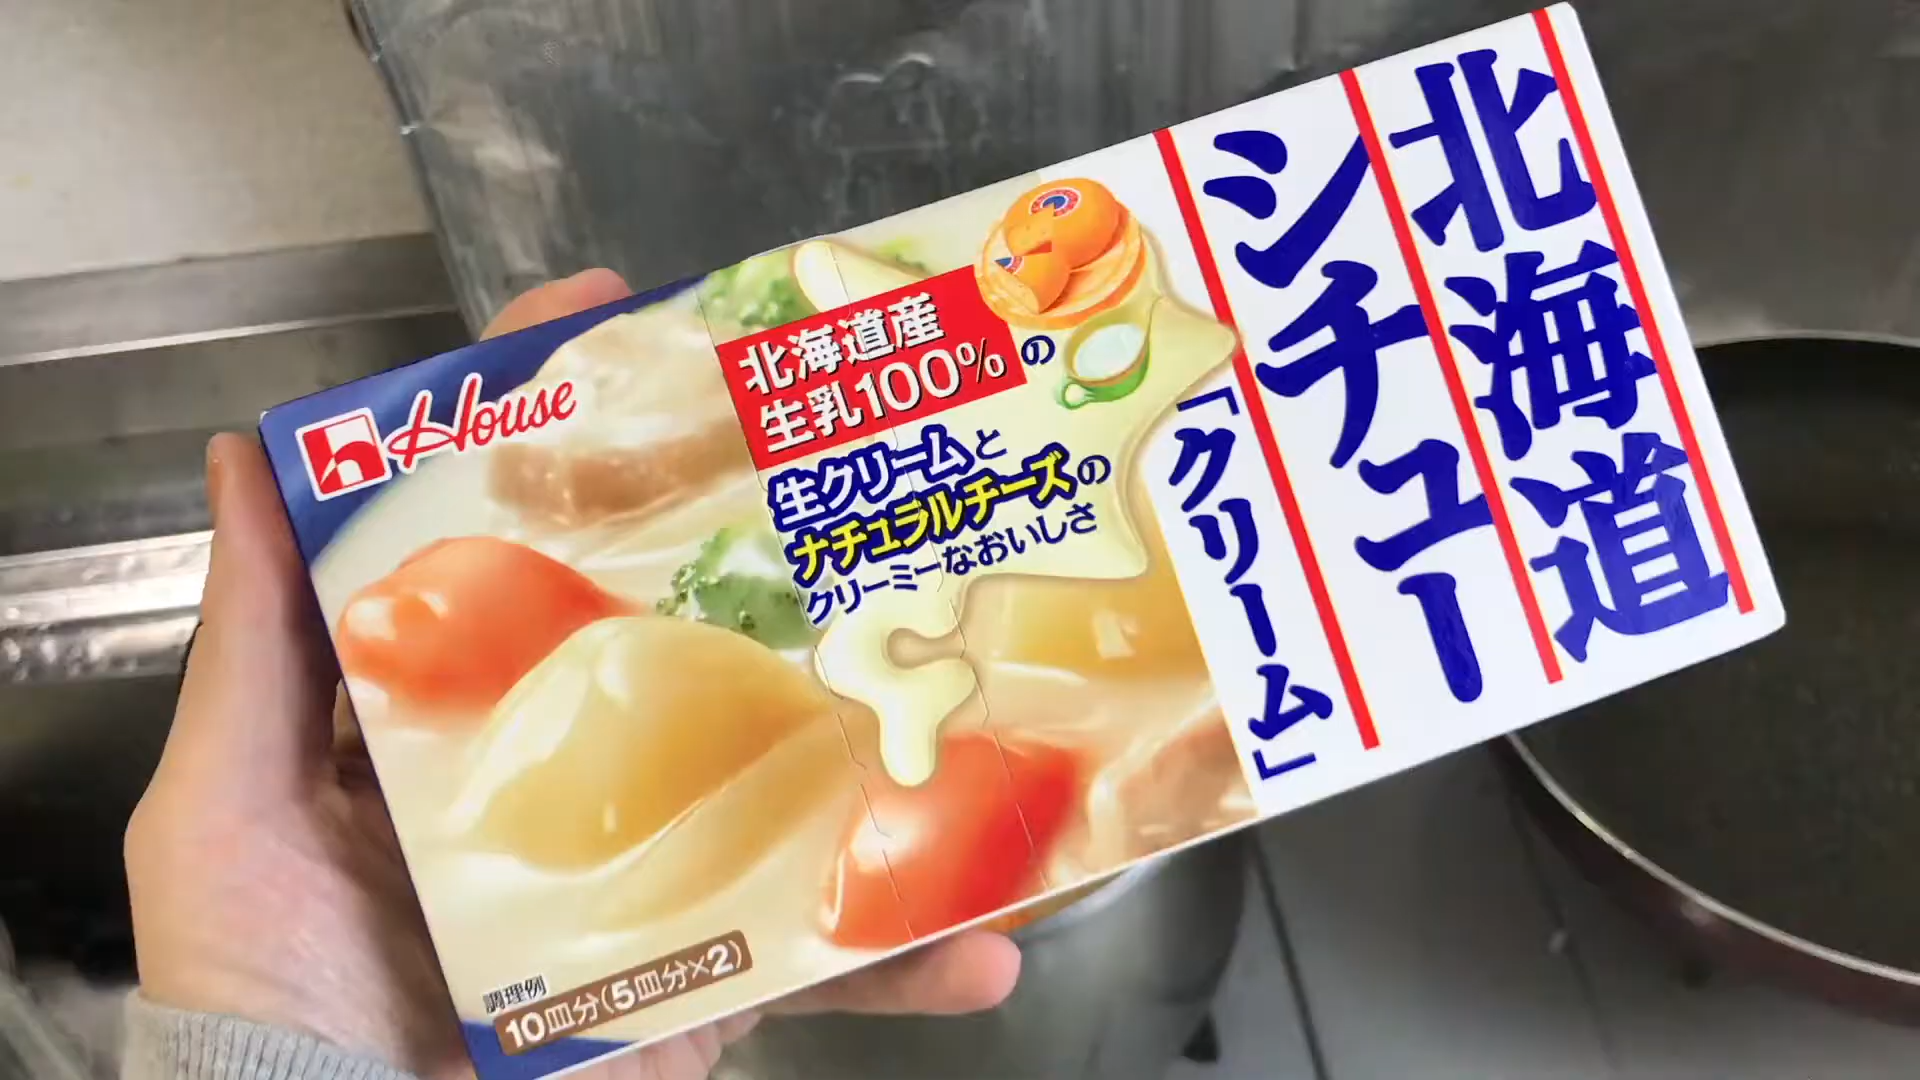 House
北海道産
生乳100%の
生クリームと
ナチュラルチーズの
クリーミーなおいしさ
北海道
シチュー
「クリーム」
調理例
10皿分(5皿分×2)